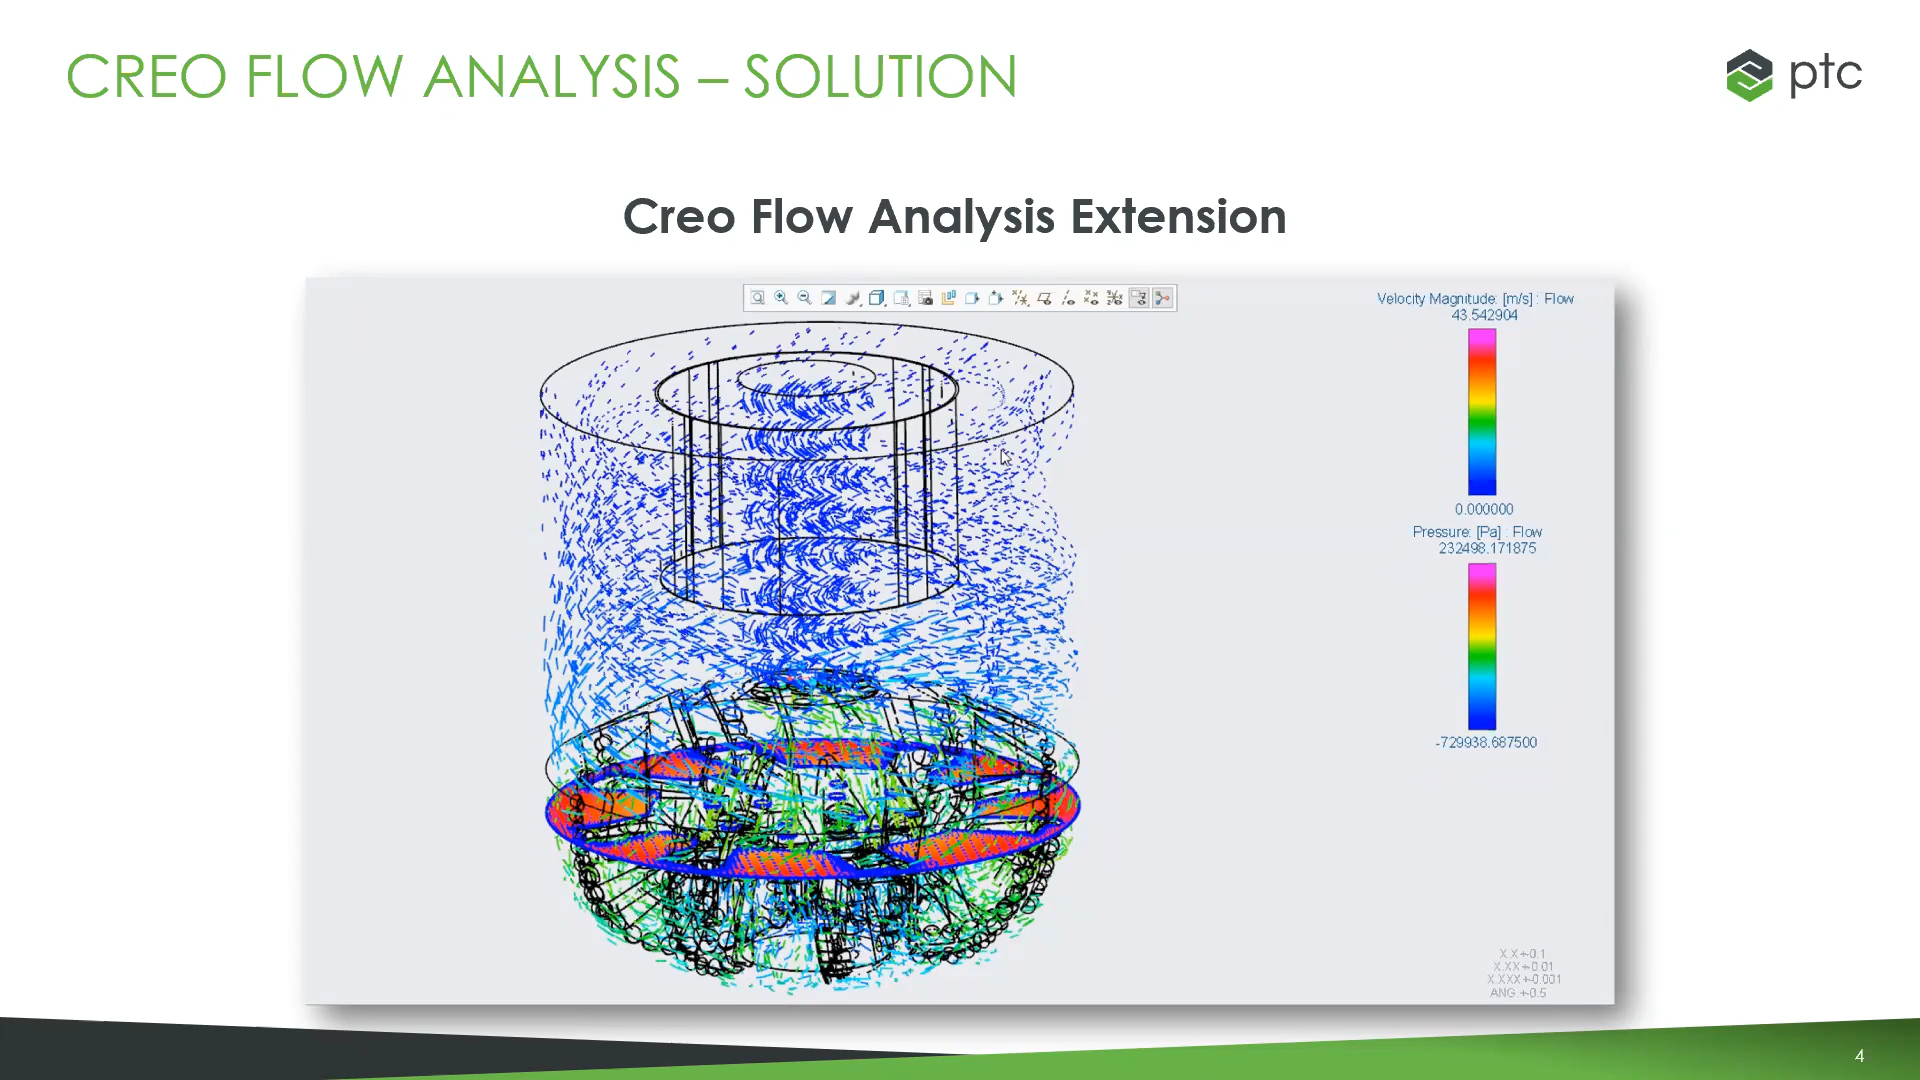 CREO FLOW ANALYSIS – SOLUTION
ptc
Creo Flow Analysis Extension
Velocity Magnitude: [m/s] : Flow
43.542904
0.000000
Pressure: [Pa] : Flow
232498.171875
-729938.687500
X.X+-0.1
X.XX+-0.01
X.XXX+-0.001
ANG.+-0.5
4